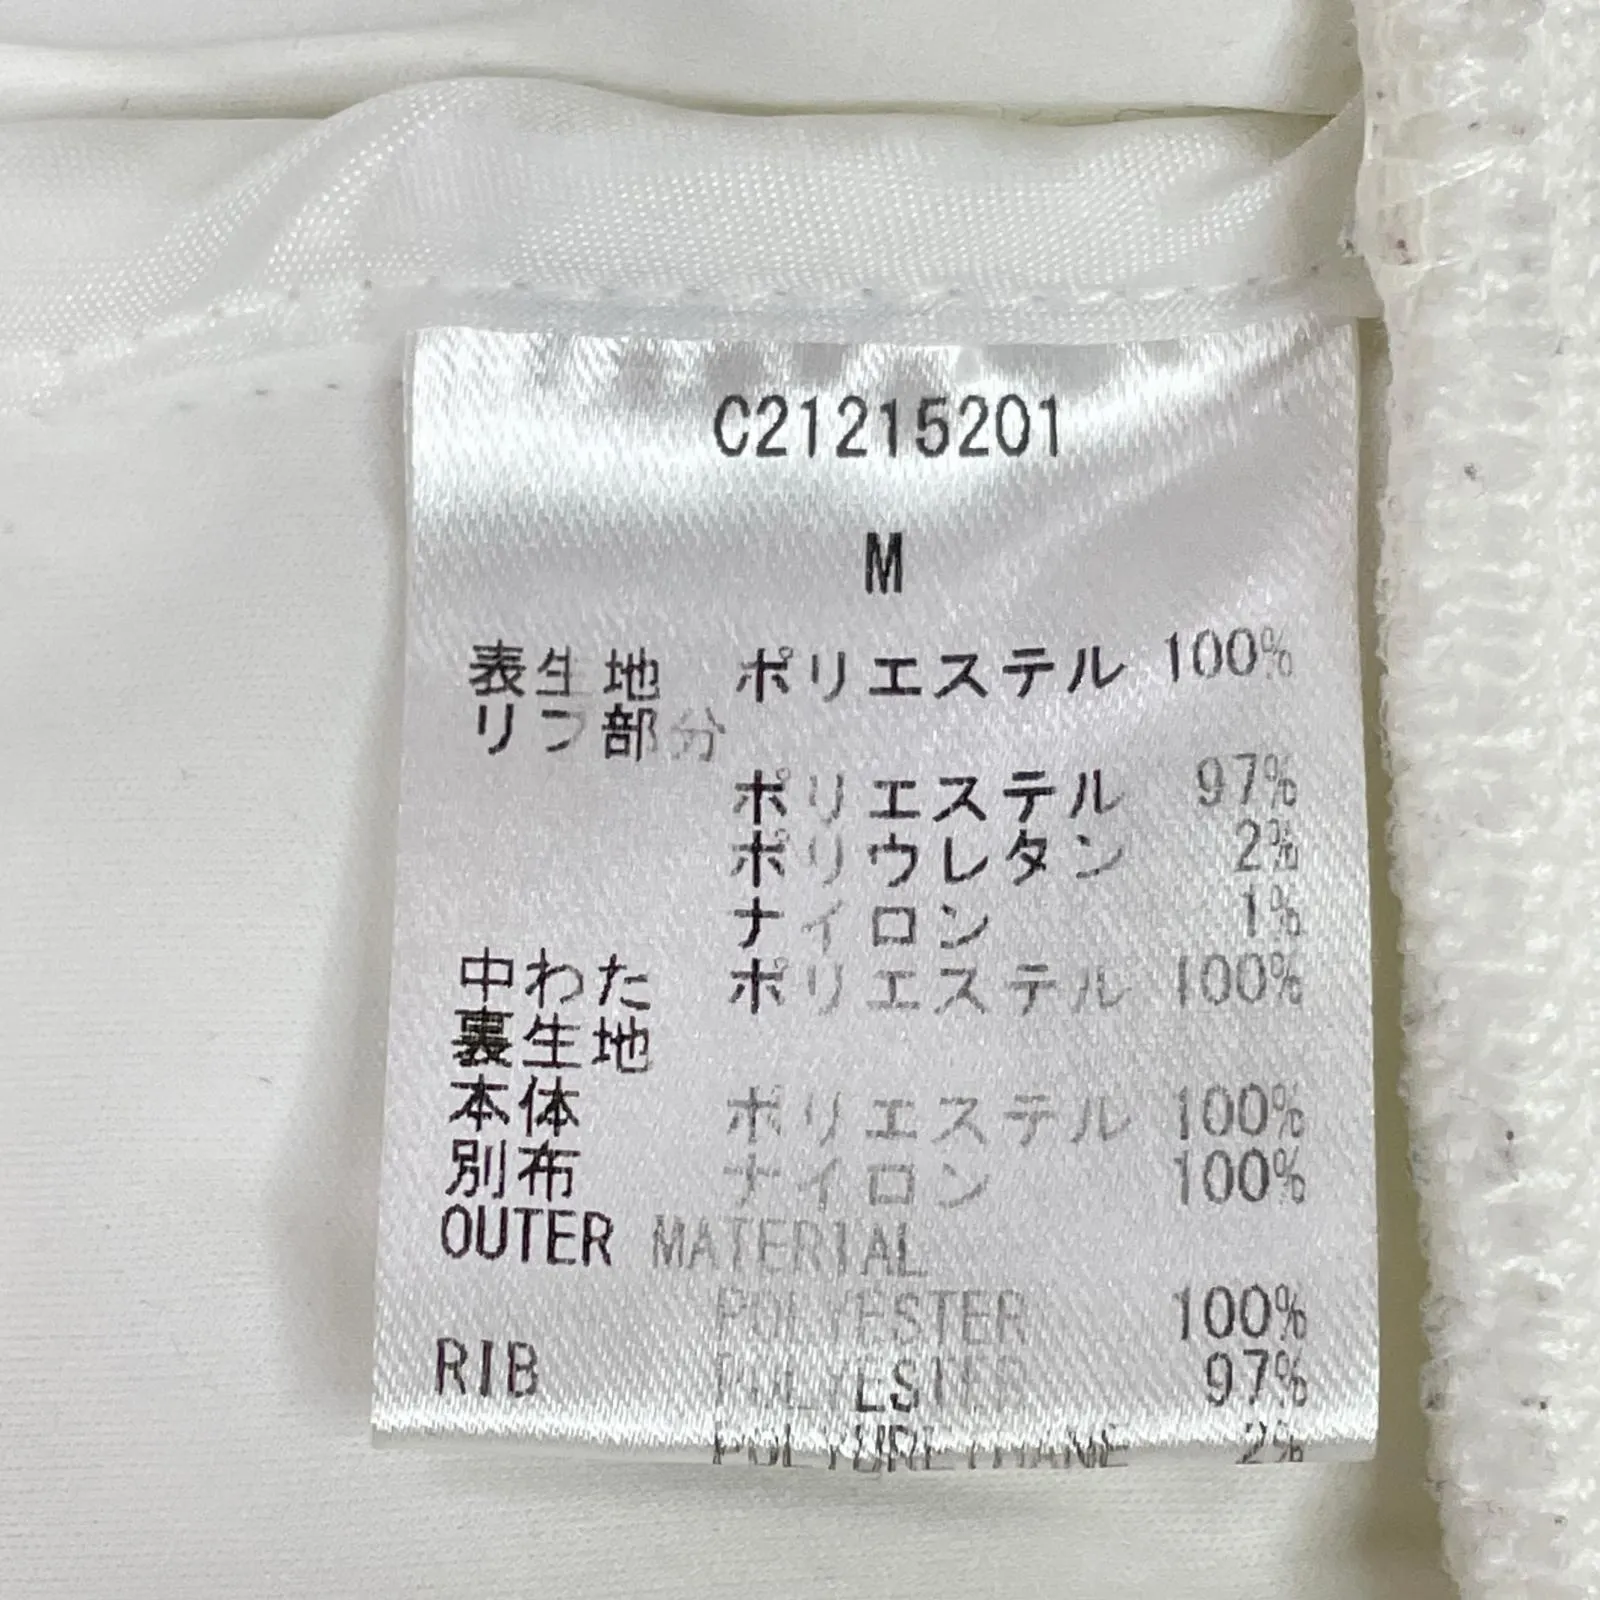 C21215201
M
表生地 ポリエステル 100%
リブ部分
ポリエステル 97%
ポリウレタン 2%
ナイロン 1%
中わた ポリエステル 100%
裏生地
本体 ポリエステル 100%
別布 ナイロン 100%
OUTER MATERIAL
POLYESTER 100%
RIB POLYESTER 97%
POLYURETHANE 2%